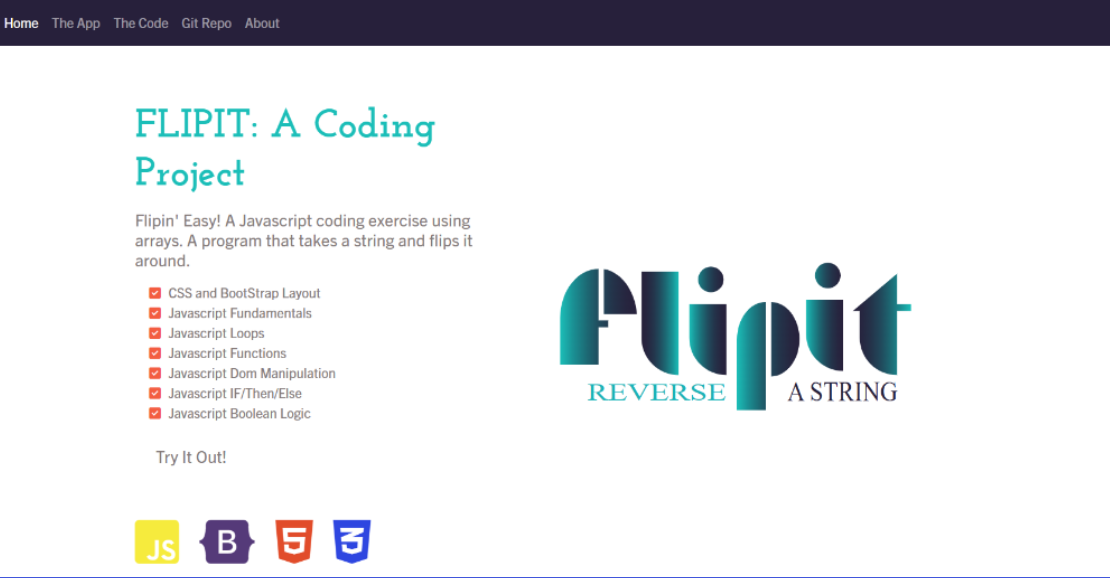 Home The App The Code Git Repo About
FLIPIT: A Coding
Project
Flipin' Easy! A Javascript coding exercise using
arrays. A program that takes a string and flips it
around.
CSS and BootStrap Layout
Javascript Fundamentals
Javascript Loops
Javascript Functions
Javascript Dom Manipulation
Javascript IF/Then/Else
Javascript Boolean Logic
Try It Out!
flipit
REVERSE A STRING
JS B 5 3